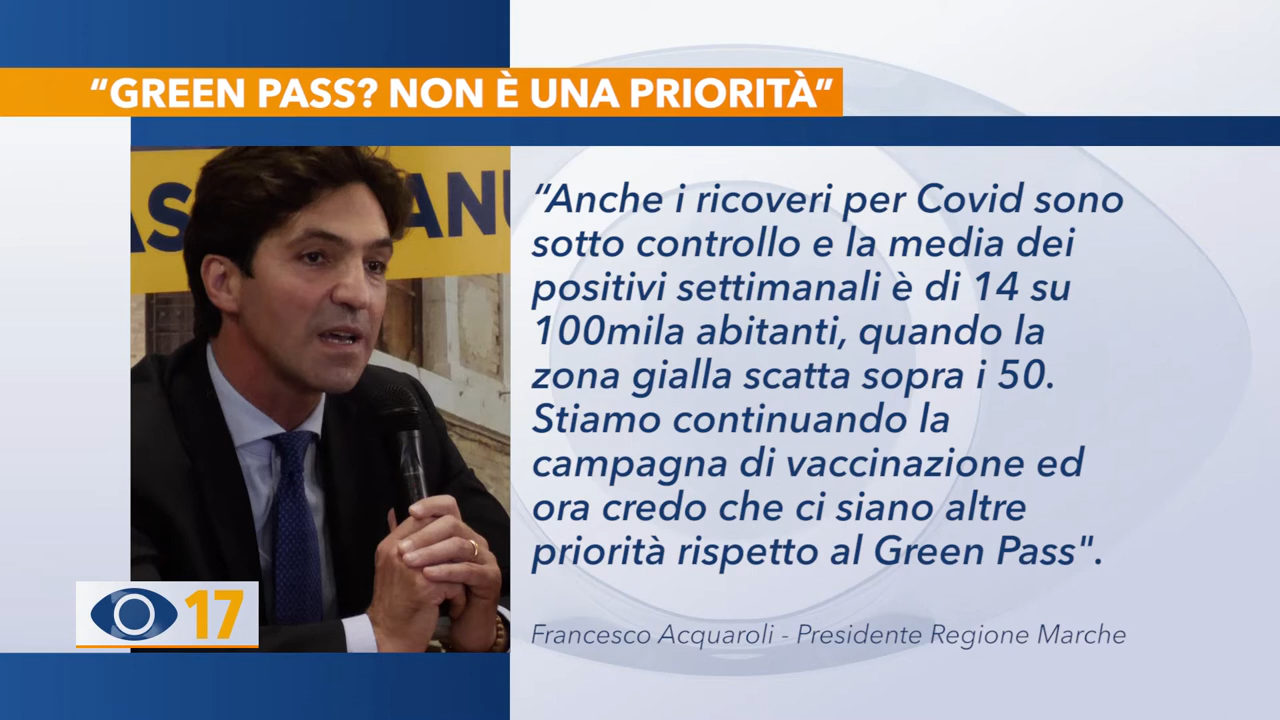 “GREEN PASS? NON È UNA PRIORITÀ”
“Anche i ricoveri per Covid sono
sotto controllo e la media dei
positivi settimanali è di 14 su
100mila abitanti, quando la
zona gialla scatta sopra i 50.
Stiamo continuando la
campagna di vaccinazione ed
ora credo che ci siano altre
priorità rispetto al Green Pass".
Francesco Acquaroli - Presidente Regione Marche
17